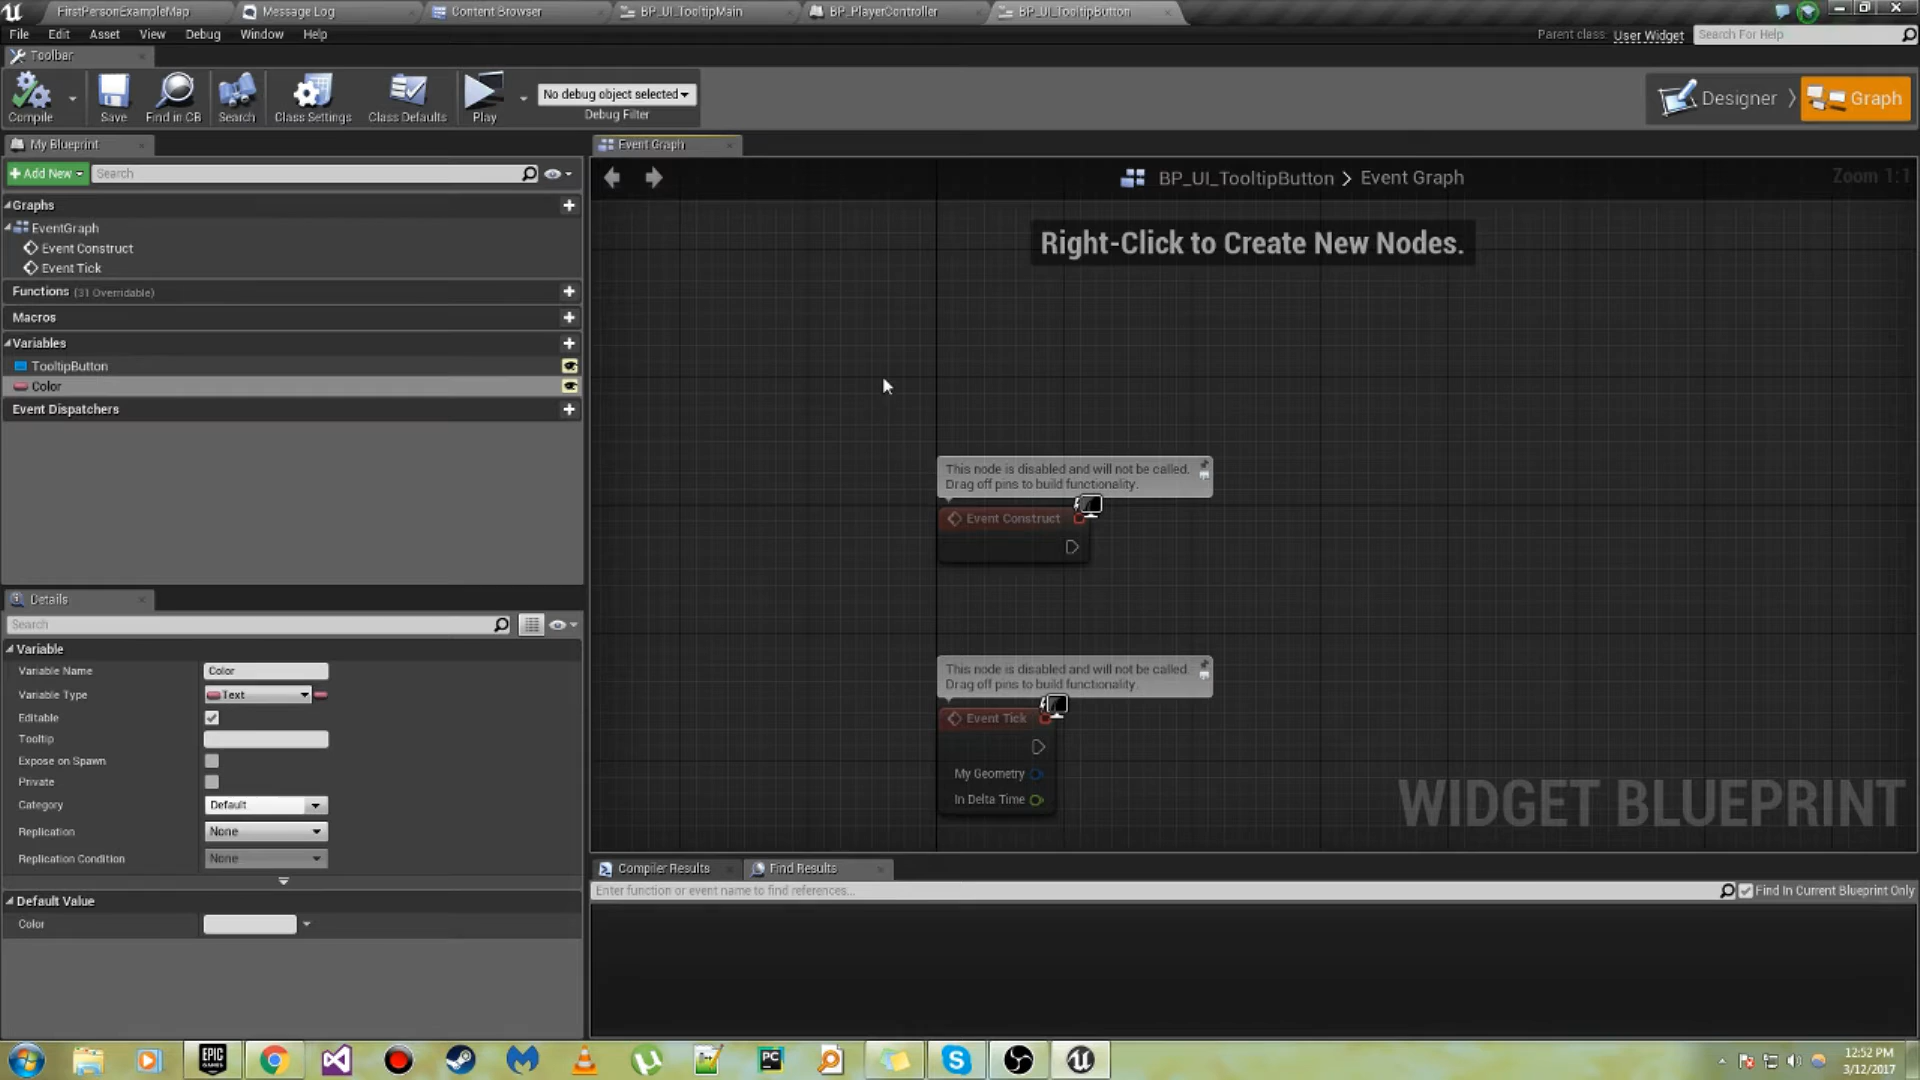 FirstPersonExampleMap
Message Log
Content Browser
BP_UI_TooltipMain
BP_PlayerController
BP_UI_TooltipButton
File Edit Asset View Debug Window Help
Parent class: User Widget
Search For Help
Toolbar
Compile
Save
Find in CB
Search
Class Settings
Class Defaults
Play
No debug object selected
Debug Filter
Designer
Graph
My Blueprint
Event Graph
+ Add New
Search
BP_UI_TooltipButton > Event Graph
Zoom 1:1
Graphs
Right-Click to Create New Nodes.
EventGraph
Event Construct
Event Tick
Functions (31 Overridable)
Macros
Variables
TooltipButton
Color
Event Dispatchers
This node is disabled and will not be called.
Drag off pins to build functionality.
Event Construct
This node is disabled and will not be called.
Drag off pins to build functionality.
Event Tick
My Geometry
In Delta Time
WIDGET BLUEPRINT
Details
Search
Variable
Variable Name Color
Variable Type Text
Editable
Tooltip
Expose on Spawn
Private
Category Default
Replication None
Replication Condition None
Default Value
Color
Compiler Results
Find Results
Enter function or event name to find references...
Find In Current Blueprint Only
EPIC
GAMES
PC
12:52 PM
3/12/2017